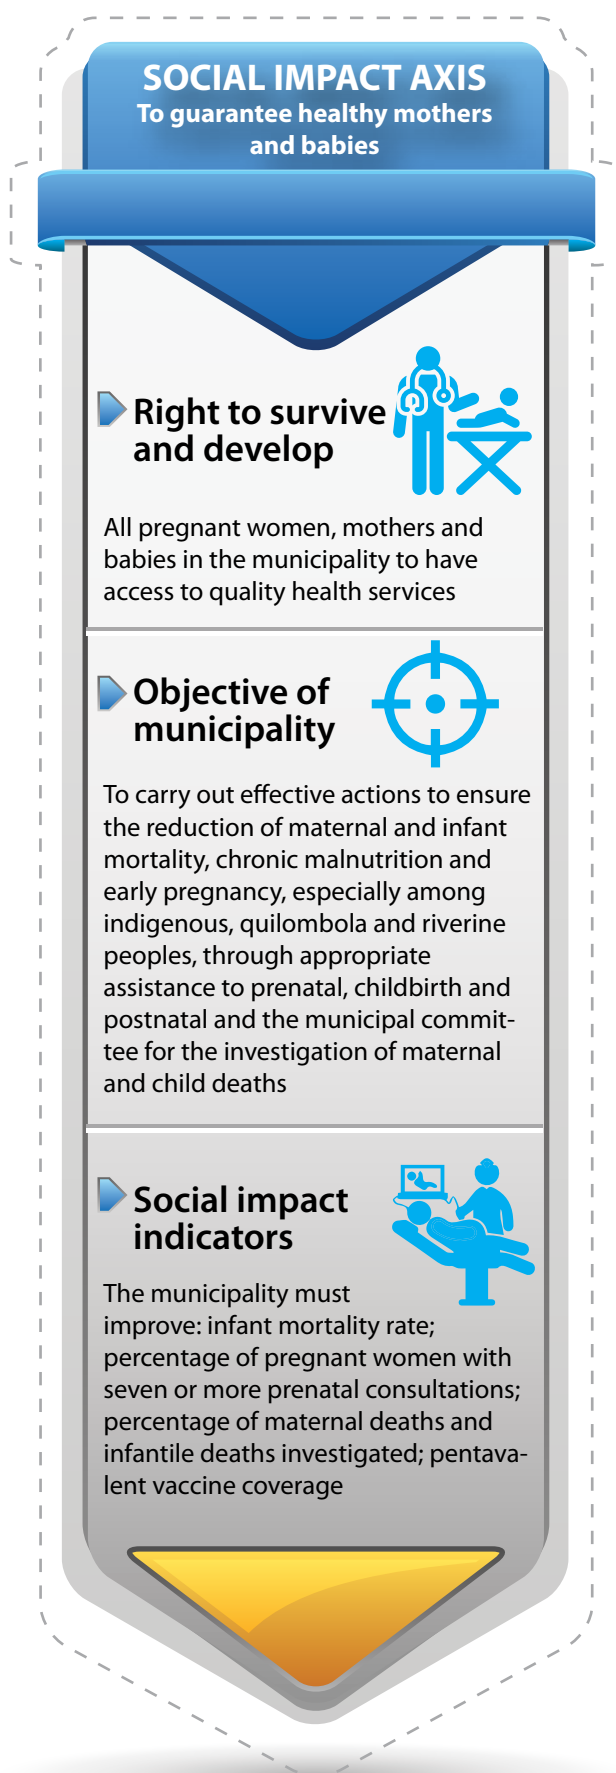 SOCIAL IMPACT AXIS
To guarantee healthy mothers
and babies
Right to survive
and develop
All pregnant women, mothers and
babies in the municipality to have
access to quality health services
Objective of
municipality
To carry out effective actions to ensure
the reduction of maternal and infant
mortality, chronic malnutrition and
early pregnancy, especially among
indigenous, quilombola and riverine
peoples, through appropriate
assistance to prenatal, childbirth and
postnatal and the municipal commit-
tee for the investigation of maternal
and child deaths
Social impact
indicators
The municipality must
improve: infant mortality rate;
percentage of pregnant women with
seven or more prenatal consultations;
percentage of maternal deaths and
infantile deaths investigated; pentava-
lent vaccine coverage